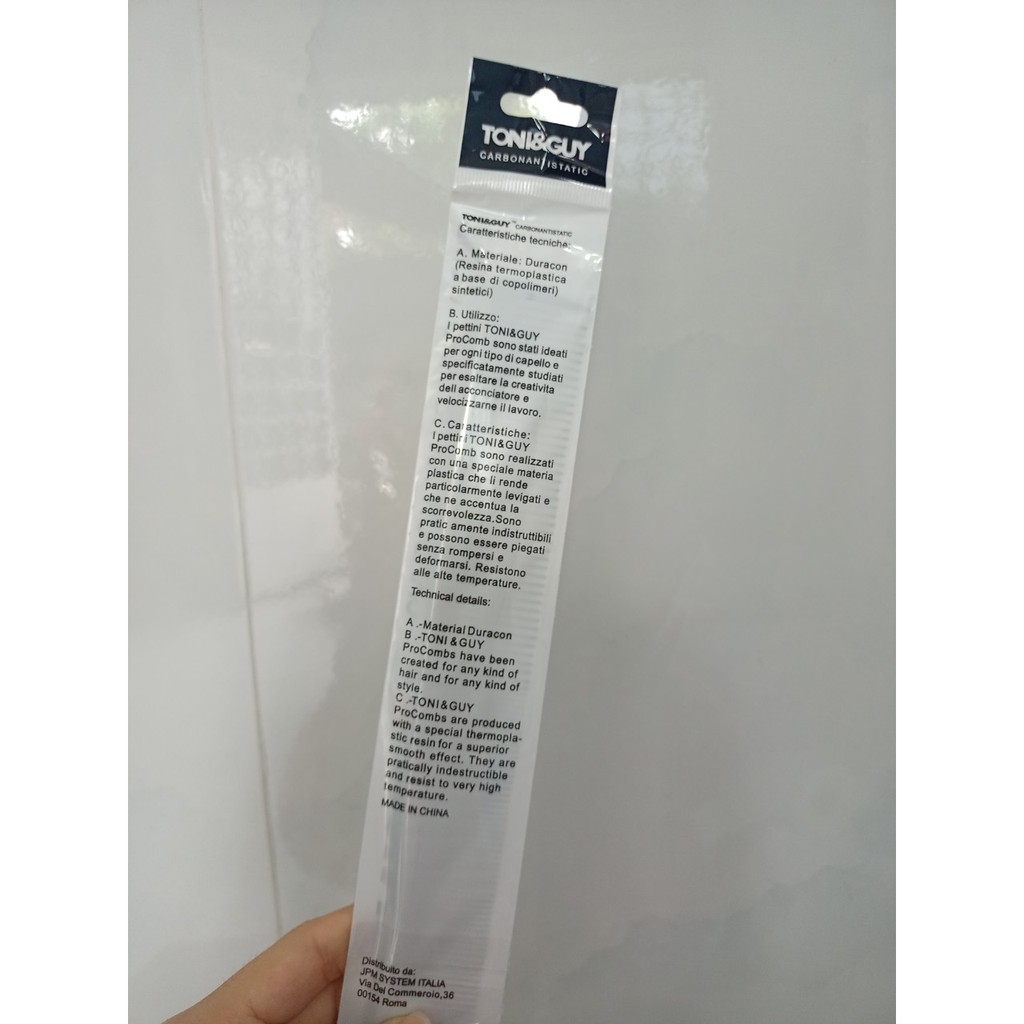 TONI&GUY
CARBONANTISTATIC
TONI&GUY CARBONANTISTATIC
Caratteristiche tecniche:
A. Materiale: Duracon
(Resina termoplastica
a base di copolimeri)
sintetici)
B. Utilizzo:
I pettini TONI&GUY
ProComb sono stati ideati
per ogni tipo di capello e
specificatamente studiati
per esaltare la creativita
dell acconciatore e
velocizzarne il lavoro.
C. Caratteristiche:
I pettini TONI&GUY
ProComb sono realizzati
con una speciale materia
plastica che li rende
particolarmente levigati e
che ne accentua la
scorrevolezza.Sono
pratic amente indistruttibili
e possono essere piegati
senza rompersi e
deformarsi. Resistono
alle alte temperature.
Technical details:
A .-Material Duracon
B .-TONI &GUY
ProCombs have been
created for any kind of
hair and for any kind of
style.
C .-TONI&GUY
ProCombs are produced
with a special thermopla-
stic resin for a superior
smooth effect. They are
pratically indestructible
and resist to very high
temperature.
MADE IN CHINA
Distribuito da:
JPM SYSTEM ITALIA
Via Del Commeroio,36
00154 Roma